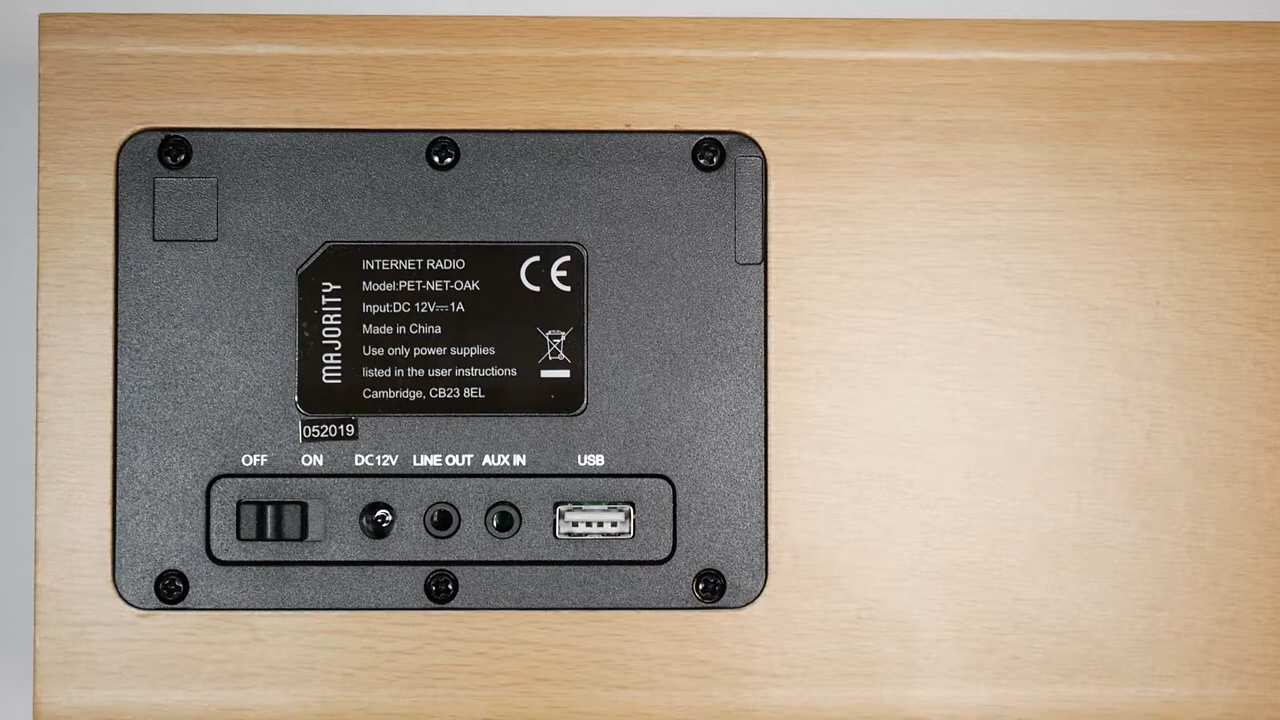 MAJORITY
INTERNET RADIO
Model:PET-NET-OAK
Input:DC 12V⎓1A
Made in China
Use only power supplies
listed in the user instructions
Cambridge, CB23 8EL
CE
052019
OFF ON DC12V LINE OUT AUX IN USB